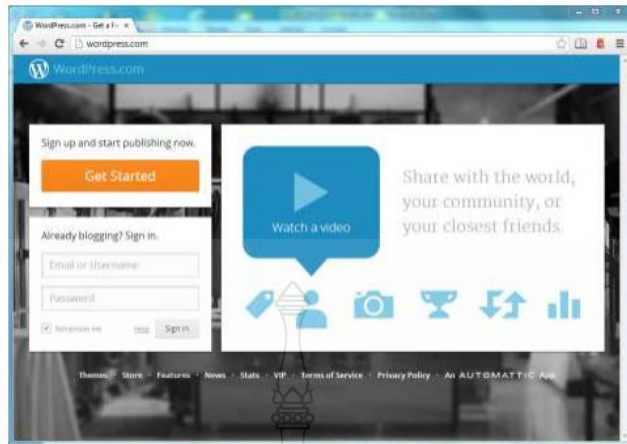 WordPress.com - Get a F
wordpress.com
WordPress.com
Sign up and start publishing now.
Get Started
Already blogging? Sign in.
Email or Username
Password
Remember me
Help
Sign in
Watch a video
Share with the world,
your community, or
your closest friends.
Themes · Store · Features · News · Stats · VIP · Terms of Service · Privacy Policy · An AUTOMATTIC App